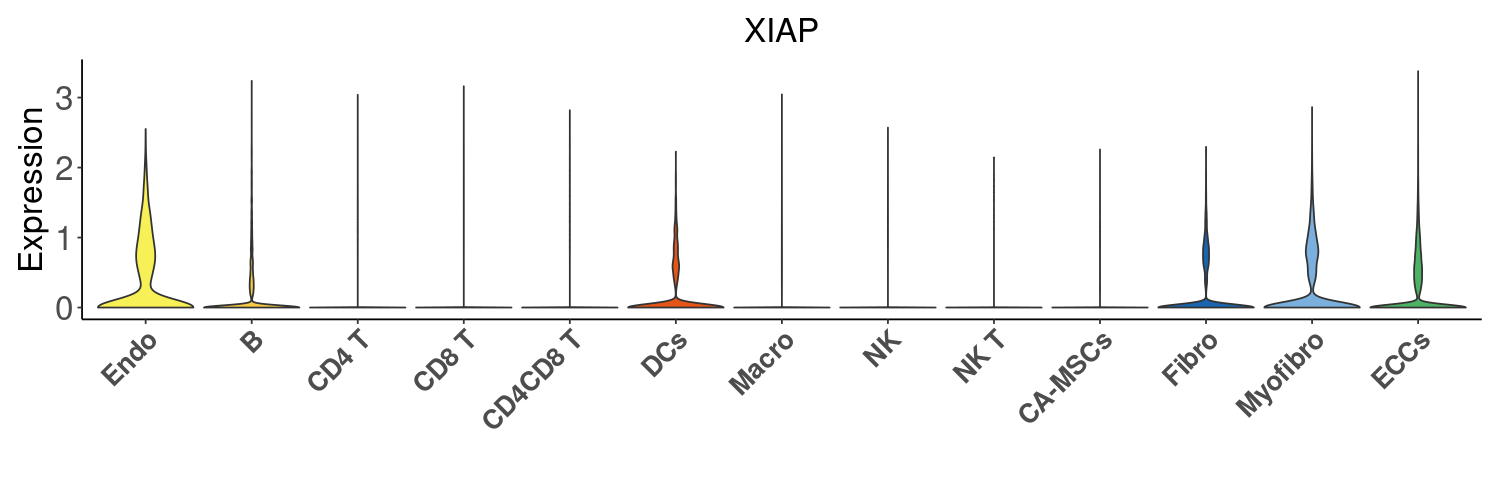 XIAP
Expression
3
2
1
0
Endo
B
CD4 T
CD8 T
CD4CD8 T
DCs
Macro
NK
NK T
CA-MSCs
Fibro
Myofibro
ECCs